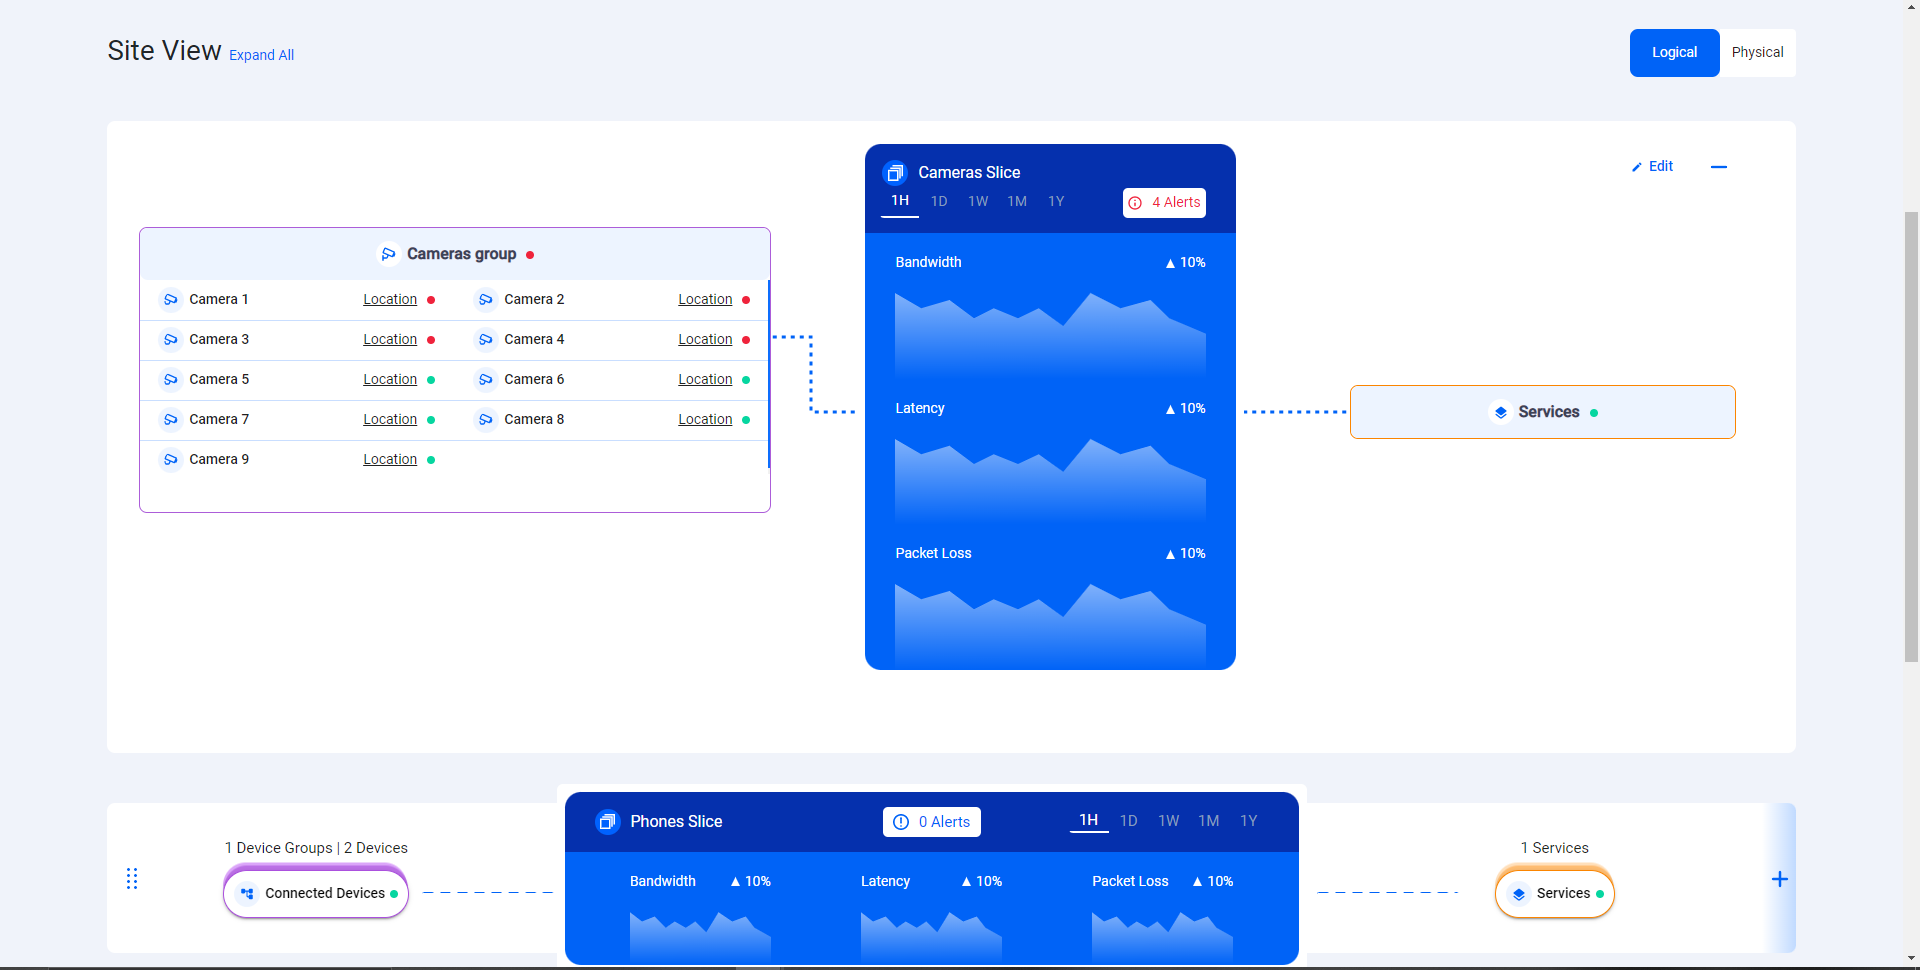 Site View Expand All
Logical Physical
Edit
Cameras group
Camera 1 Location Camera 2 Location
Camera 3 Location Camera 4 Location
Camera 5 Location Camera 6 Location
Camera 7 Location Camera 8 Location
Camera 9 Location
Cameras Slice
1H 1D 1W 1M 1Y 4 Alerts
Bandwidth ▲ 10%
Latency ▲ 10%
Packet Loss ▲ 10%
Services
1 Device Groups | 2 Devices
Connected Devices
Phones Slice 0 Alerts 1H 1D 1W 1M 1Y
Bandwidth ▲ 10% Latency ▲ 10% Packet Loss ▲ 10%
1 Services
Services